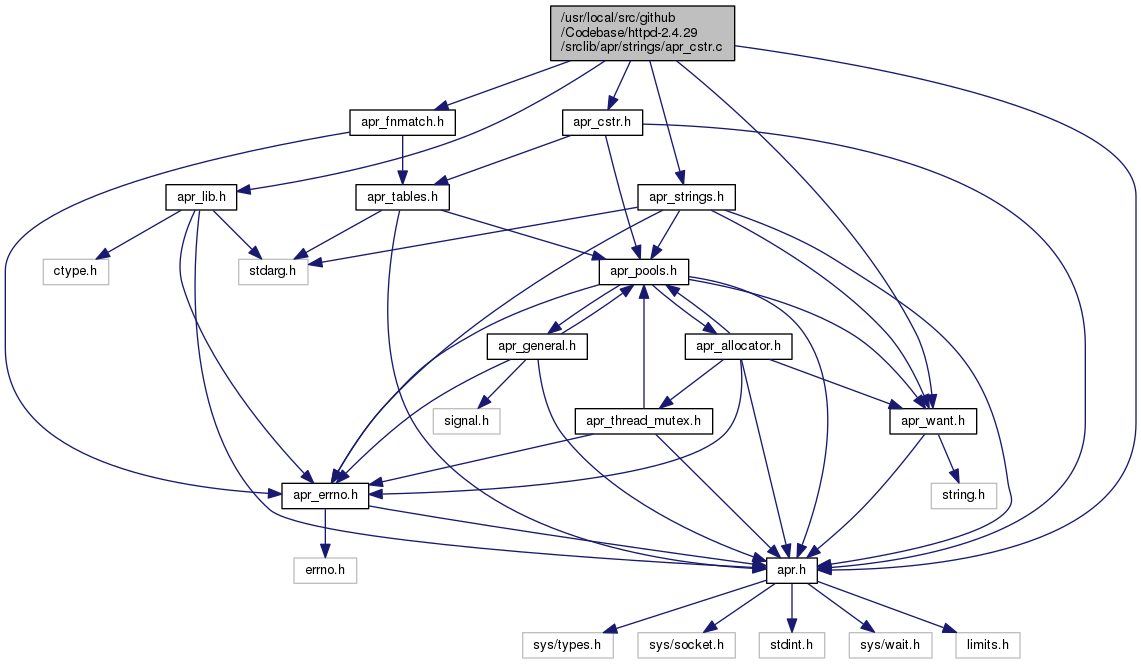 /usr/local/src/github
/Codebase/httpd-2.4.29
/srclib/apr/strings/apr_cstr.c
apr_fnmatch.h
apr_cstr.h
apr_lib.h
apr_tables.h
apr_strings.h
ctype.h
stdarg.h
apr_pools.h
apr_general.h
apr_allocator.h
signal.h
apr_thread_mutex.h
apr_want.h
apr_errno.h
string.h
errno.h
apr.h
sys/types.h
sys/socket.h
stdint.h
sys/wait.h
limits.h